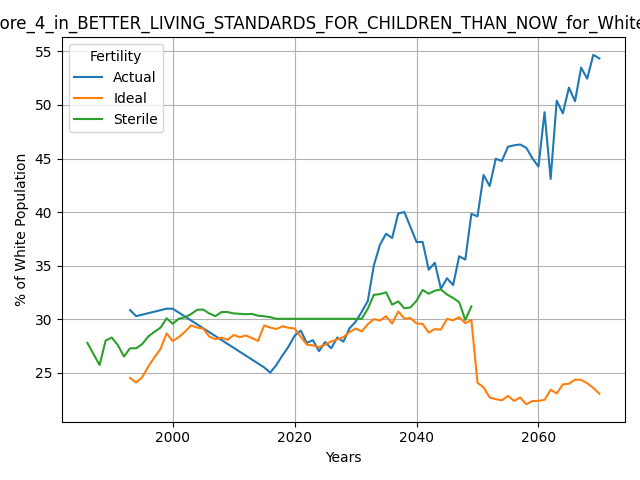 ore_4_in_BETTER_LIVING_STANDARDS_FOR_CHILDREN_THAN_NOW_for_White
55
50
45
40
35
30
25
% of White Population
Fertility
Actual
Ideal
Sterile
2000
2020
2040
2060
Years